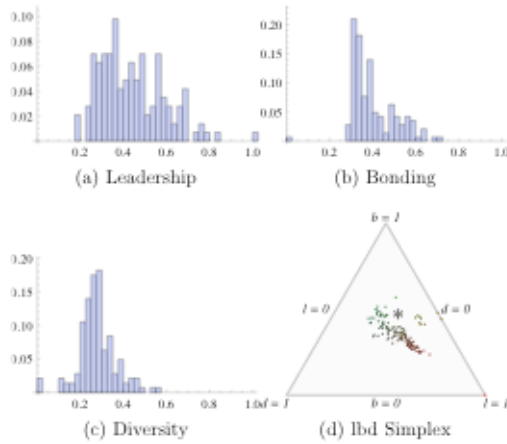 0.10
0.08
0.06
0.04
0.02
0.2 0.4 0.6 0.8 1.0
(a) Leadership
0.20
0.15
0.10
0.05
0.2 0.4 0.6 0.8 1.0
(b) Bonding
0.20
0.15
0.10
0.05
0.2 0.4 0.6 0.8 1.0
(c) Diversity
b = 1
l = 0
d = 0
d = 1
b = 0
l = 1
*
(d) lbd Simplex